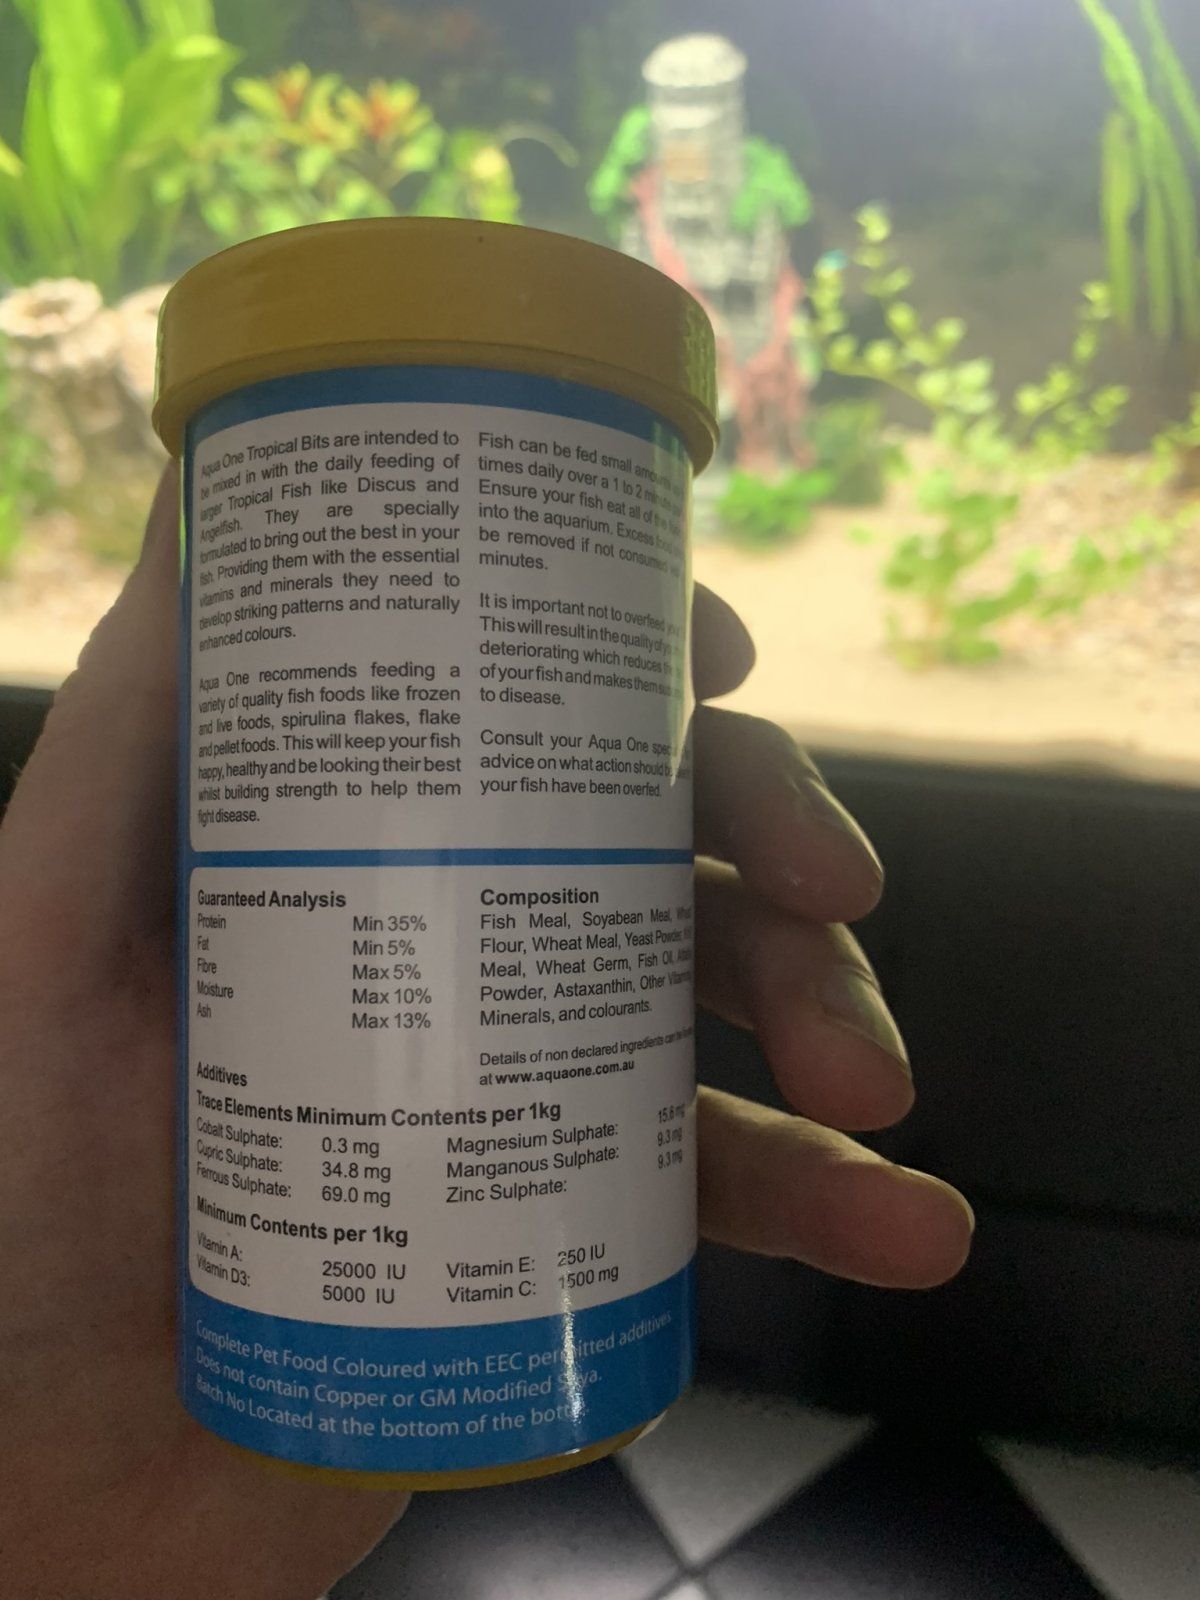 Aqua One Tropical Bits are intended to
be mixed in with the daily feeding of
larger Tropical Fish like Discus and
Angelfish. They are specially
formulated to bring out the best in your
fish. Providing them with the essential
vitamins and minerals they need to
develop striking patterns and naturally
enhanced colours.
Aqua One recommends feeding a
variety of quality fish foods like frozen
and live foods, spirulina flakes, flake
and pellet foods. This will keep your fish
happy, healthy and be looking their best
whilst building strength to help them
fight disease.
Fish can be fed small
times daily over a 1 to 2
Ensure your fish eat all of
into the aquarium. Excess
be removed if not consumed
minutes.
It is important not to overfeed
This will result in the quality of
deteriorating which reduces
of your fish and makes them
to disease.
Consult your Aqua One
advice on what action should
your fish have been overfed.
Guaranteed Analysis
Protein Min 35%
Fat Min 5%
Fibre Max 5%
Moisture Max 10%
Ash Max 13%
Composition
Fish Meal, Soyabean Meal,
Flour, Wheat Meal, Yeast Powder,
Meal, Wheat Germ, Fish Oil,
Powder, Astaxanthin, Other
Minerals, and colourants.
Details of non declared ingredients can
at www.aquaone.com.au
Additives
Trace Elements Minimum Contents per 1kg
Cobalt Sulphate: 0.3 mg Magnesium Sulphate: 15.6 mg
Cupric Sulphate: 34.8 mg Manganous Sulphate: 9.3 mg
Ferrous Sulphate: 69.0 mg Zinc Sulphate: 9.3 mg
Minimum Contents per 1kg
Vitamin A: 25000 IU Vitamin E: 250 IU
Vitamin D3: 5000 IU Vitamin C: 1500 mg
Complete Pet Food Coloured with EEC permitted additives
Does not contain Copper or GM Modified Soya.
Batch No Located at the bottom of the